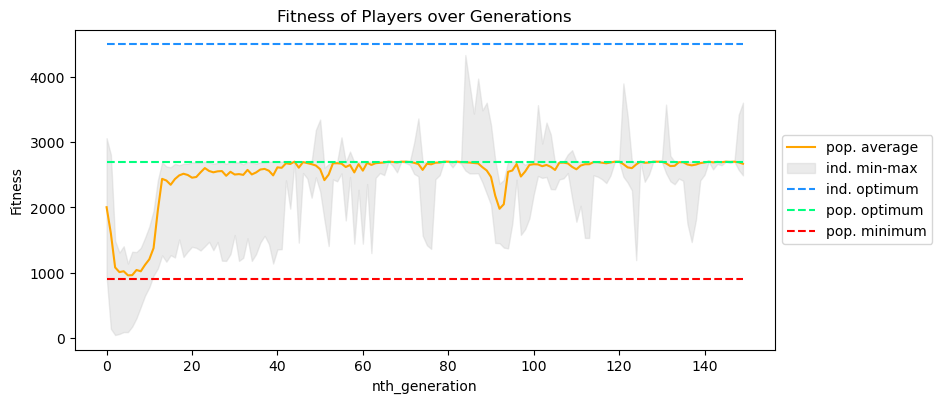 Fitness of Players over Generations
Fitness
4000
3000
2000
1000
0
0 20 40 60 80 100 120 140
nth_generation
pop. average
ind. min-max
ind. optimum
pop. optimum
pop. minimum